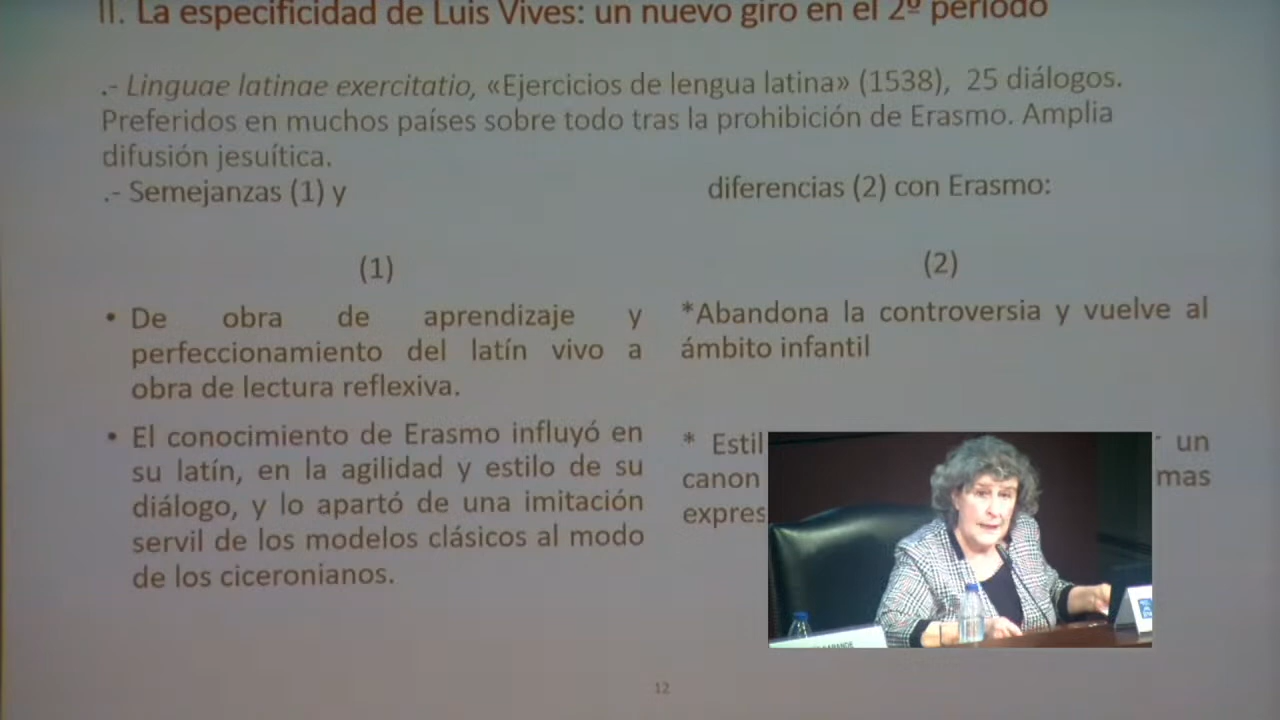 II. La especificidad de Luis Vives: un nuevo giro en el 2º período
.- Linguae latinae exercitatio, «Ejercicios de lengua latina» (1538), 25 diálogos.
Preferidos en muchos países sobre todo tras la prohibición de Erasmo. Amplia
difusión jesuítica.
.- Semejanzas (1) y
diferencias (2) con Erasmo:
(1)
• De obra de aprendizaje y
perfeccionamiento del latín vivo a
obra de lectura reflexiva.
• El conocimiento de Erasmo influyó en
su latín, en la agilidad y estilo de su
diálogo, y lo apartó de una imitación
servil de los modelos clásicos al modo
de los ciceronianos.
(2)
*Abandona la controversia y vuelve al
ámbito infantil
* Estil un
canon mas
expres
12